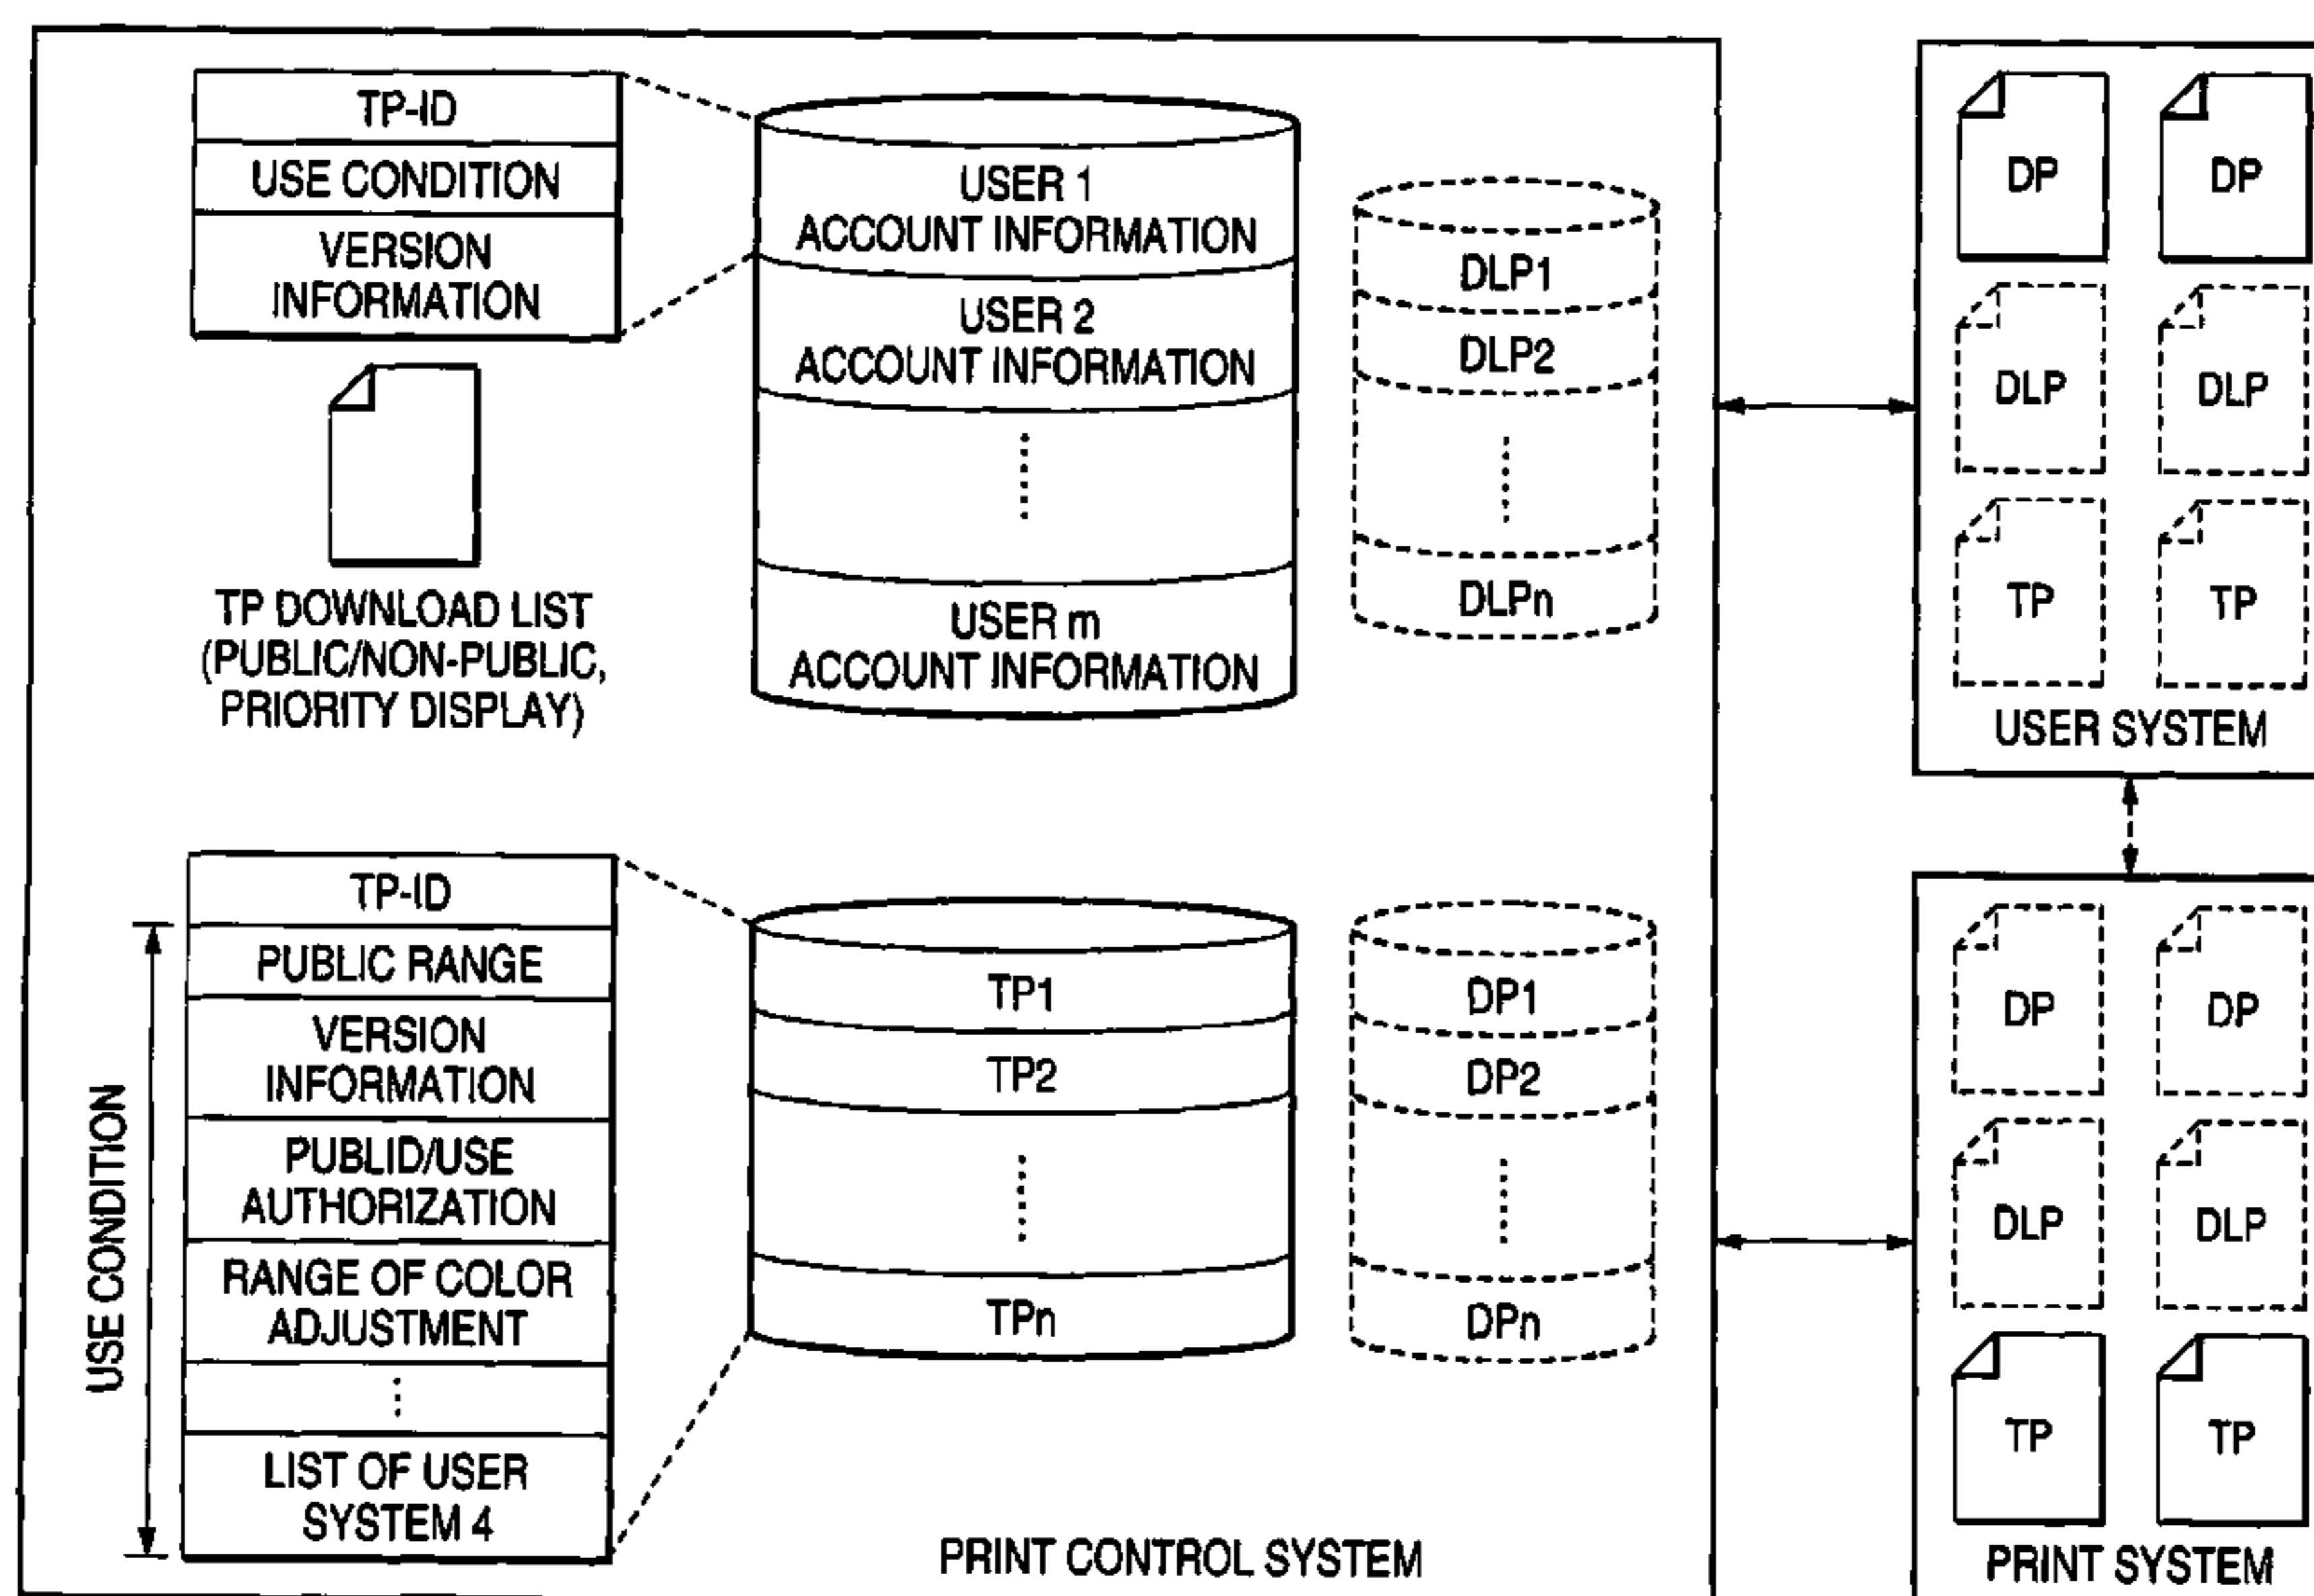 TP-ID
USE CONDITION
VERSION
INFORMATION
TP DOWNLOAD LIST
(PUBLIC/NON-PUBLIC,
PRIORITY DISPLAY)
USER 1
ACCOUNT INFORMATION
USER 2
ACCOUNT INFORMATION
USER m
ACCOUNT INFORMATION
DLP1
DLP2
DLPn
DP
DP
DLP
DLP
TP
TP
USER SYSTEM
USE CONDITION
TP-ID
PUBLIC RANGE
VERSION
INFORMATION
PUBLID/USE
AUTHORIZATION
RANGE OF COLOR
ADJUSTMENT
LIST OF USER
SYSTEM 4
TP1
TP2
TPn
DP1
DP2
DPn
PRINT CONTROL SYSTEM
DP
DP
DLP
DLP
TP
TP
PRINT SYSTEM